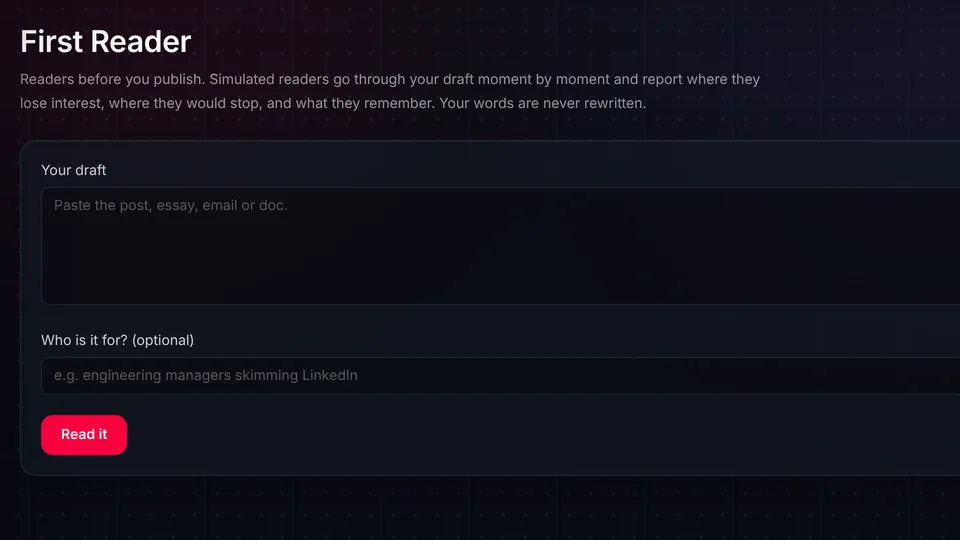 First Reader
Readers before you publish. Simulated readers go through your draft moment by moment and report where they
lose interest, where they would stop, and what they remember. Your words are never rewritten.
Your draft
Paste the post, essay, email or doc.
Who is it for? (optional)
e.g. engineering managers skimming LinkedIn
Read it